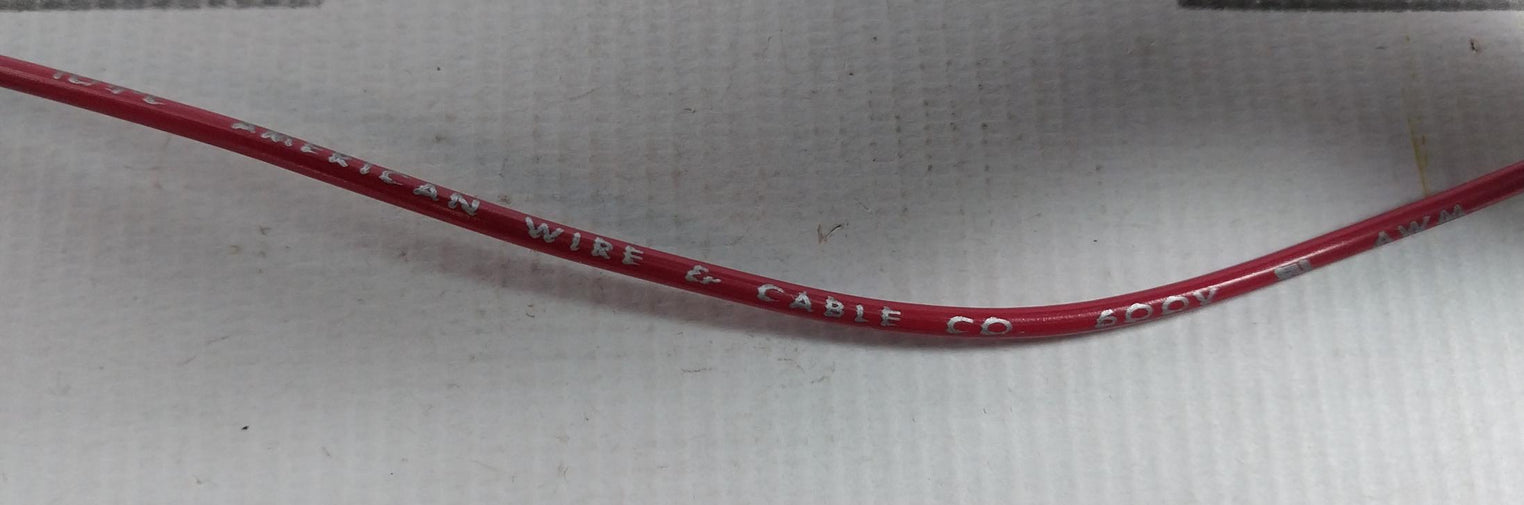 AMERICAN WIRE & CABLE CO. 600V AWM